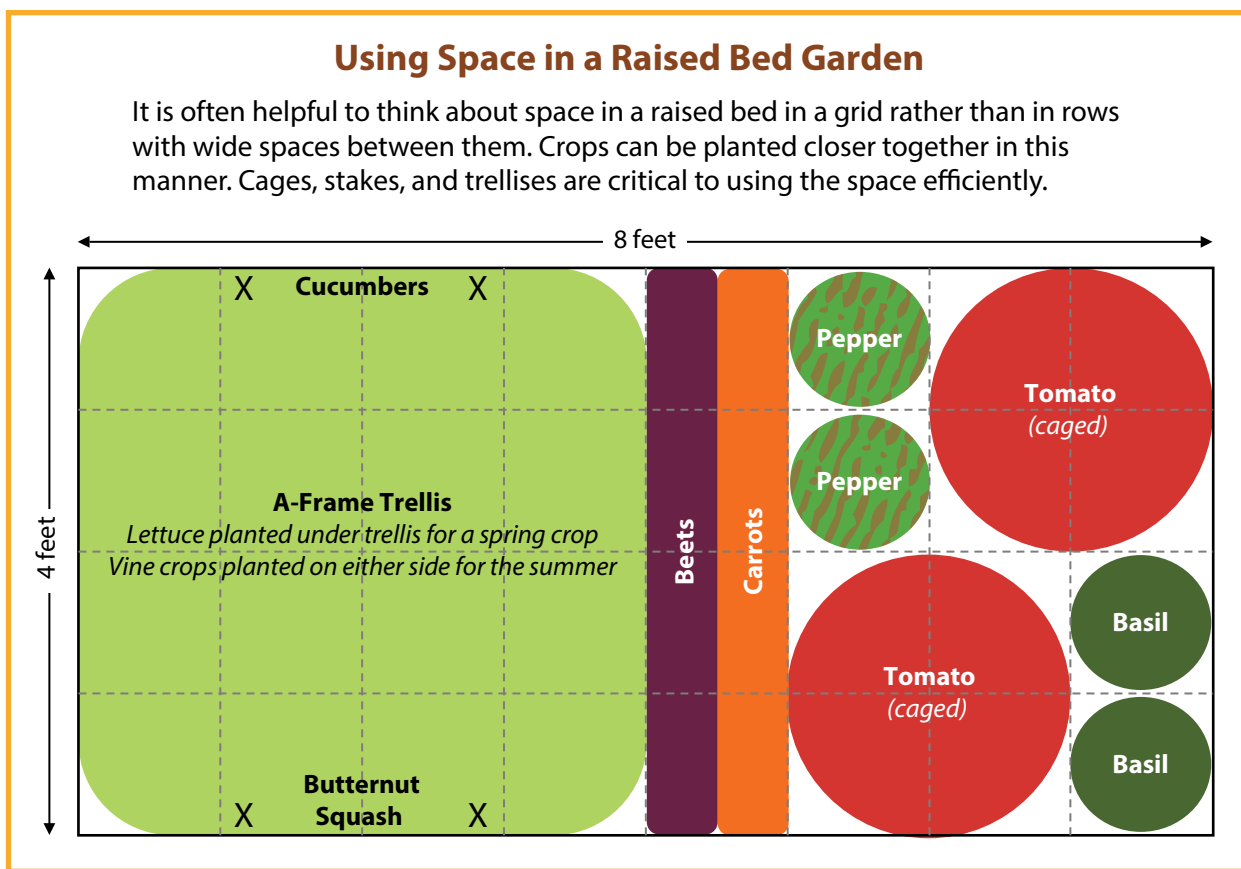 Using Space in a Raised Bed Garden
It is often helpful to think about space in a raised bed in a grid rather than in rows
with wide spaces between them. Crops can be planted closer together in this
manner. Cages, stakes, and trellises are critical to using the space efficiently.
8 feet
4 feet
X Cucumbers X
A-Frame Trellis
Lettuce planted under trellis for a spring crop
Vine crops planted on either side for the summer
Butternut
X Squash X
Beets
Carrots
Pepper
Pepper
Tomato
(caged)
Tomato
(caged)
Basil
Basil